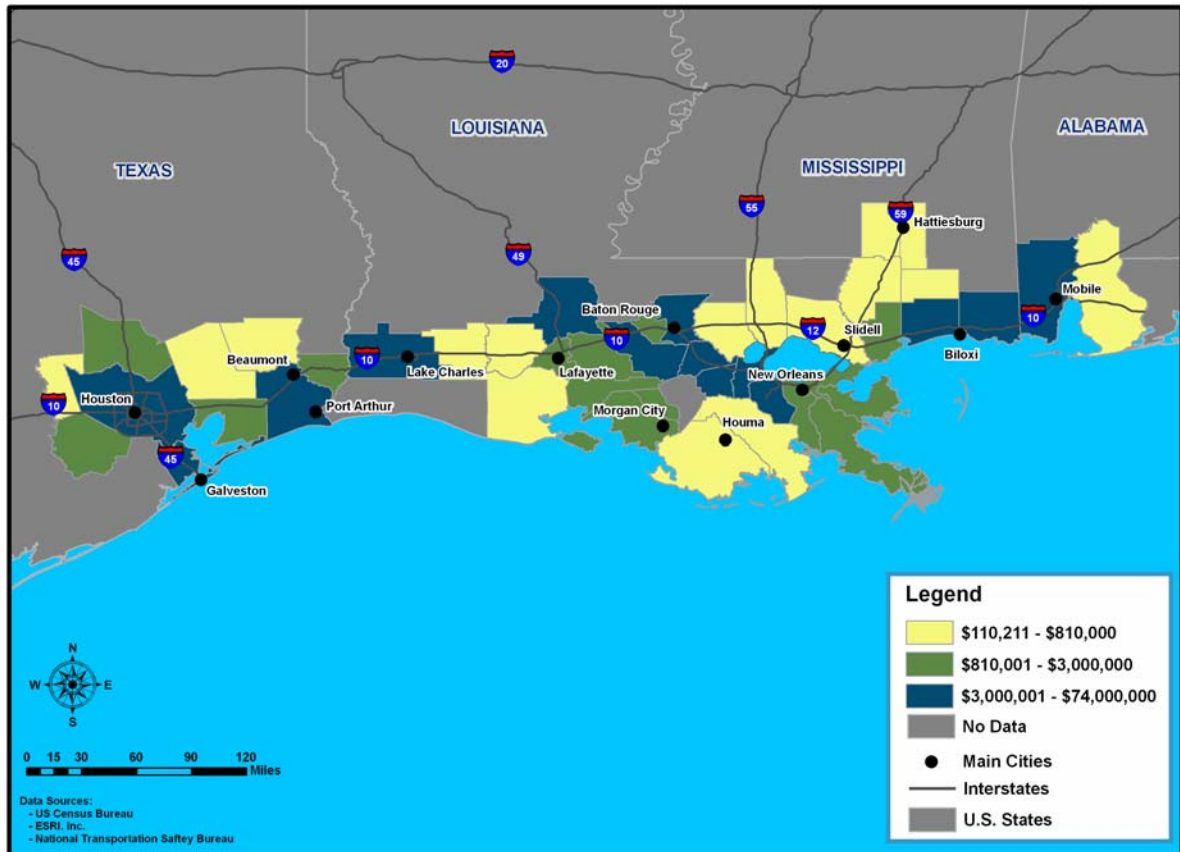 20
LOUISIANA
ALABAMA
TEXAS
MISSISSIPPI
55
59
Hattiesburg
45
49
Mobile
Baton Rouge
10
12
Slidell
10
Beaumont
10
Biloxi
Lake Charles
Lafayette
New Orleans
10
Houston
Port Arthur
Morgan City
Houma
45
Galveston
Legend
$110,211 - $810,000
$810,001 - $3,000,000
$3,000,001 - $74,000,000
No Data
Main Cities
Interstates
U.S. States
N
W E
S
0 15 30 60 90 120
Miles
Data Sources:
- US Census Bureau
- ESRI. Inc.
- National Transportation Saftey Bureau